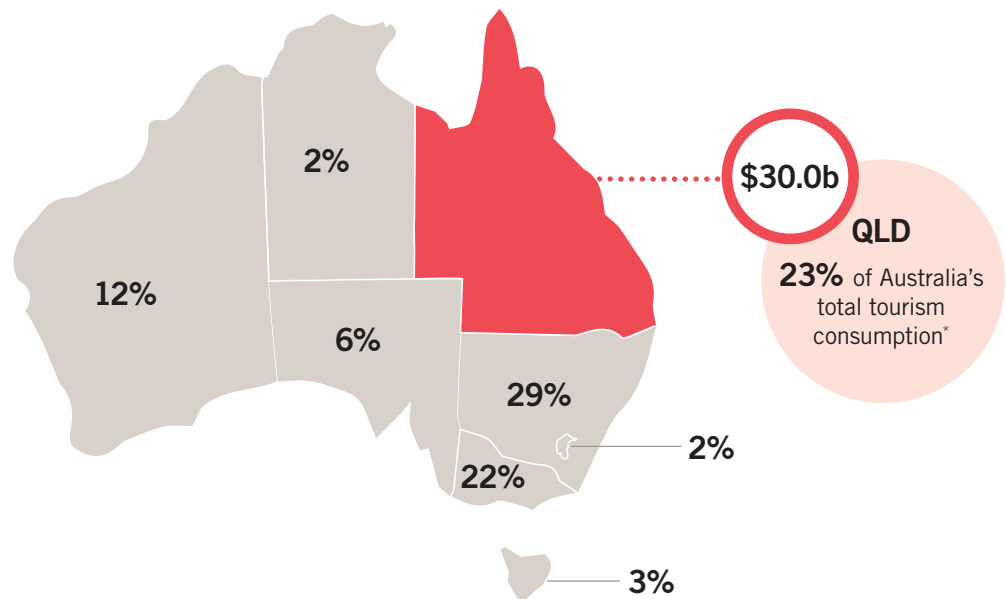 2%
$30.0b
QLD
23% of Australia’s
total tourism
consumption*
12%
6%
29%
2%
22%
3%